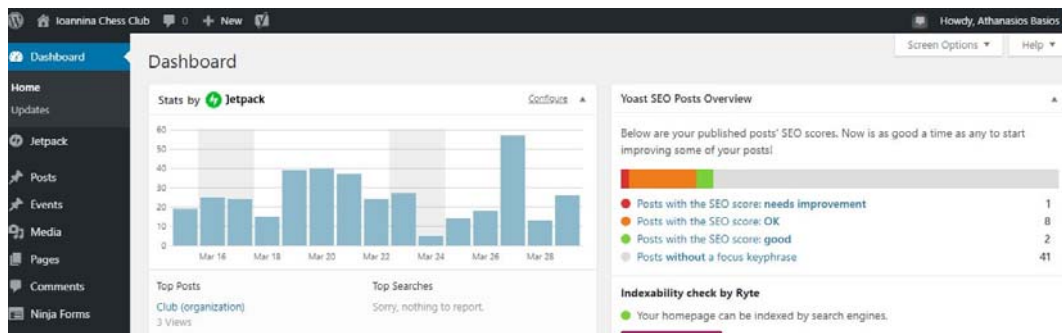 Ioannina Chess Club 0 + New Howdy, Athanasios Basios
Screen Options ▼ Help ▼
Dashboard
Home
Updates
Jetpack
Posts
Events
Media
Pages
Comments
Ninja Forms
Dashboard
Stats by Jetpack Configure ▲
60
50
40
30
20
10
0
Mar 16 Mar 18 Mar 20 Mar 22 Mar 24 Mar 26 Mar 28
Top Posts Top Searches
Club (organization) Sorry, nothing to report.
3 Views
Yoast SEO Posts Overview ▲
Below are your published posts' SEO scores. Now is as good a time as any to start
improving some of your posts!
Posts with the SEO score: needs improvement 1
Posts with the SEO score: OK 8
Posts with the SEO score: good 2
Posts without a focus keyphrase 41
Indexability check by Ryte
Your homepage can be indexed by search engines.